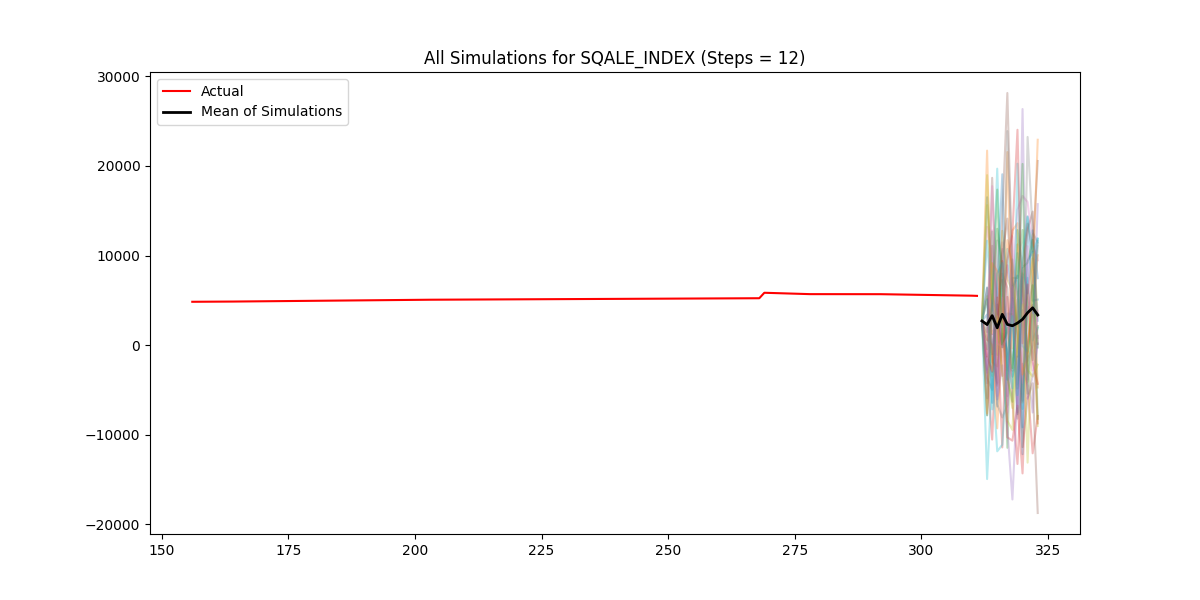 All Simulations for SQALE_INDEX (Steps = 12)
30000
Actual
Mean of Simulations
20000
10000
0
−10000
−20000
150 175 200 225 250 275 300 325